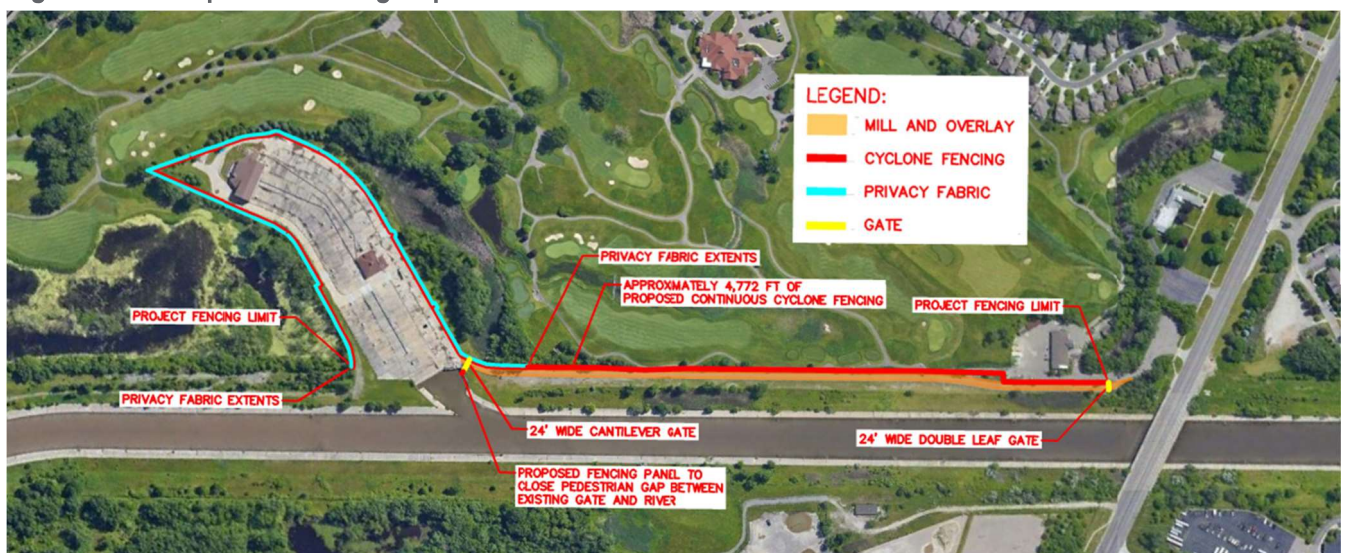 LEGEND:
MILL AND OVERLAY
CYCLONE FENCING
PRIVACY FABRIC
GATE
PRIVACY FABRIC EXTENTS
APPROXMATELY 4,772 FT OF
PROPOSED CONTINUOUS CYCLONE FENCING
PROJECT FENCING LIMIT
PROJECT FENCING LIMIT
PRIVACY FABRIC EXTENTS
24' WIDE CANTILEVER GATE
24' WIDE DOUBLE LEAF GATE
PROPOSED FENCING PANEL TO
CLOSE PEDESTRIAN GAP BETWEEN
EXISTING GATE AND RIVER